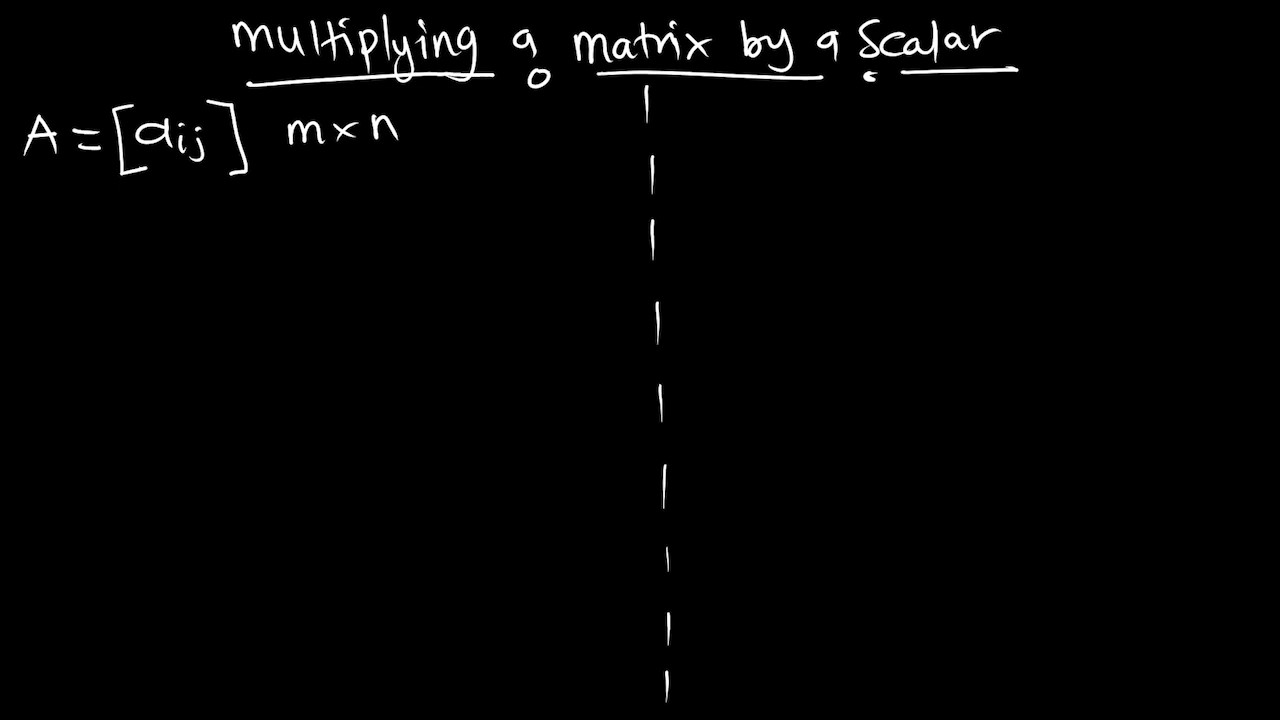 multiplying a matrix by a scalar
A = [aij] m×n